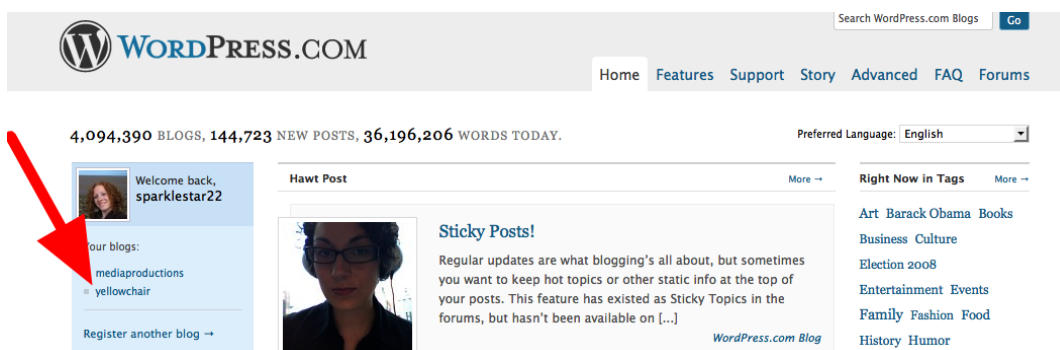 Search WordPress.com Blogs Go
WORDPRESS.COM
Home Features Support Story Advanced FAQ Forums
4,094,390 BLOGS, 144,723 NEW POSTS, 36,196,206 WORDS TODAY.
Preferred Language: English
Welcome back,
sparklestar22
our blogs:
mediaproductions
yellowchair
Register another blog →
Hawt Post More →
Sticky Posts!
Regular updates are what blogging's all about, but sometimes
you want to keep hot topics or other static info at the top of
your posts. This feature has existed as Sticky Topics in the
forums, but hasn't been available on [...]
WordPress.com Blog
Right Now in Tags More →
Art Barack Obama Books
Business Culture
Election 2008
Entertainment Events
Family Fashion Food
History Humor